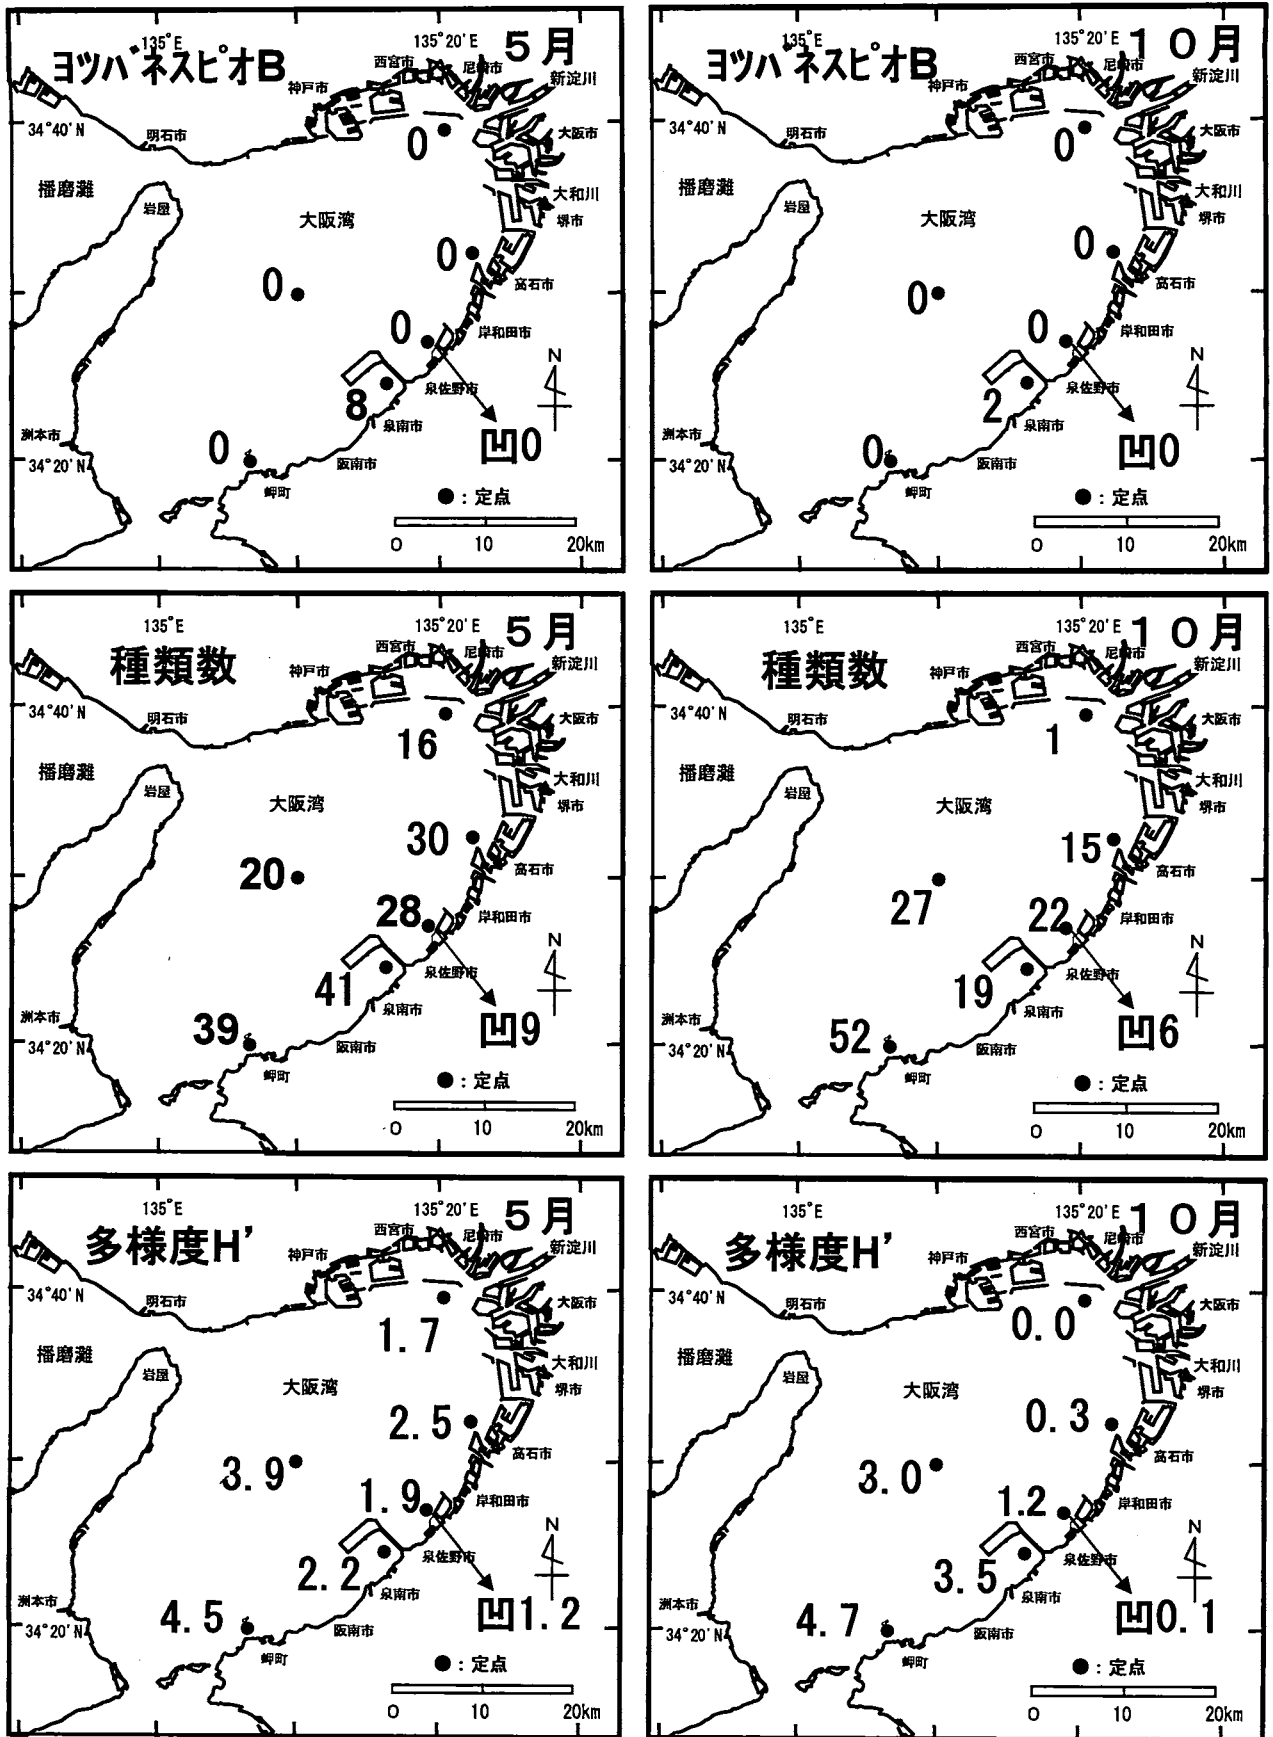 135°E
135°20'E
5月
ヨツバネスピオB
西宮市
尼崎市
新淀川
神戸市
34°40'N
明石市
0
大阪市
播磨灘
岩屋
大阪湾
大和川
堺市
0
0
高石市
0
岸和田市
N
8
泉佐野市
泉南市
洲本市
0
0
34°20'N
阪南市
岬町
●：定点
0 10 20km
135°E
135°20'E
10月
ヨツバネスピオB
西宮市
尼崎市
新淀川
神戸市
34°40'N
明石市
0
大阪市
播磨灘
岩屋
大阪湾
大和川
堺市
0
0
高石市
0
岸和田市
N
2
泉佐野市
泉南市
洲本市
0
0
34°20'N
阪南市
岬町
●：定点
0 10 20km
135°E
135°20'E
5月
種類数
西宮市
尼崎市
新淀川
神戸市
34°40'N
明石市
16
大阪市
播磨灘
岩屋
大阪湾
大和川
堺市
30
20
高石市
28
岸和田市
N
41
泉佐野市
泉南市
洲本市
39
9
34°20'N
阪南市
岬町
●：定点
0 10 20km
135°E
135°20'E
10月
種類数
西宮市
尼崎市
新淀川
神戸市
34°40'N
明石市
1
大阪市
播磨灘
岩屋
大阪湾
大和川
堺市
15
27
高石市
22
岸和田市
N
19
泉佐野市
泉南市
洲本市
52
6
34°20'N
阪南市
岬町
●：定点
0 10 20km
135°E
135°20'E
5月
多様度H'
西宮市
尼崎市
新淀川
神戸市
34°40'N
明石市
1.7
大阪市
播磨灘
岩屋
大阪湾
大和川
堺市
2.5
3.9
高石市
1.9
岸和田市
N
2.2
泉佐野市
泉南市
洲本市
4.5
1.2
34°20'N
阪南市
岬町
●：定点
0 10 20km
135°E
135°20'E
10月
多様度H'
西宮市
尼崎市
新淀川
神戸市
34°40'N
明石市
0.0
大阪市
播磨灘
岩屋
大阪湾
大和川
堺市
0.3
3.0
高石市
1.2
岸和田市
N
3.5
泉佐野市
泉南市
洲本市
4.7
0.1
34°20'N
阪南市
岬町
●：定点
0 10 20km